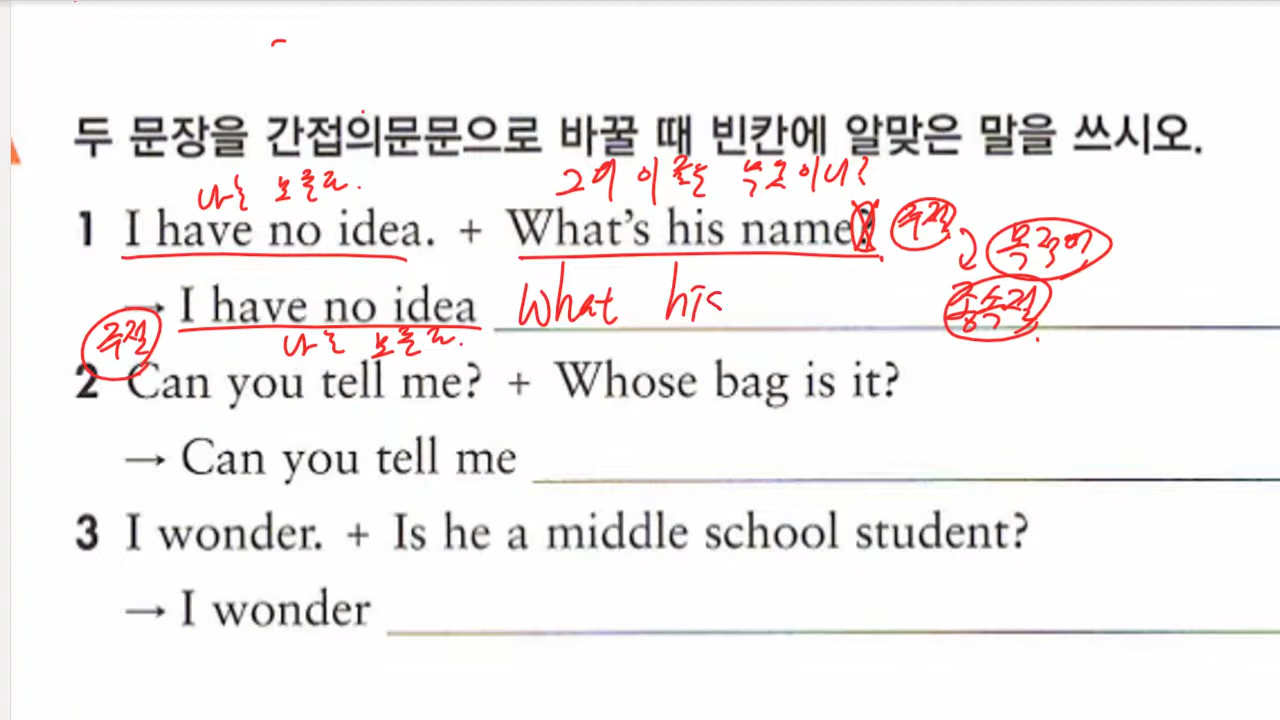 두 문장을 간접의문문으로 바꿀 때 빈칸에 알맞은 말을 쓰시오.
나는 모른다. 그의 이름은 무엇이니?
1 I have no idea. + What's his name? 주절 목적어
→ I have no idea what his 종속절
주절 나는 모른다.
2 Can you tell me? + Whose bag is it?
→ Can you tell me
3 I wonder. + Is he a middle school student?
→ I wonder